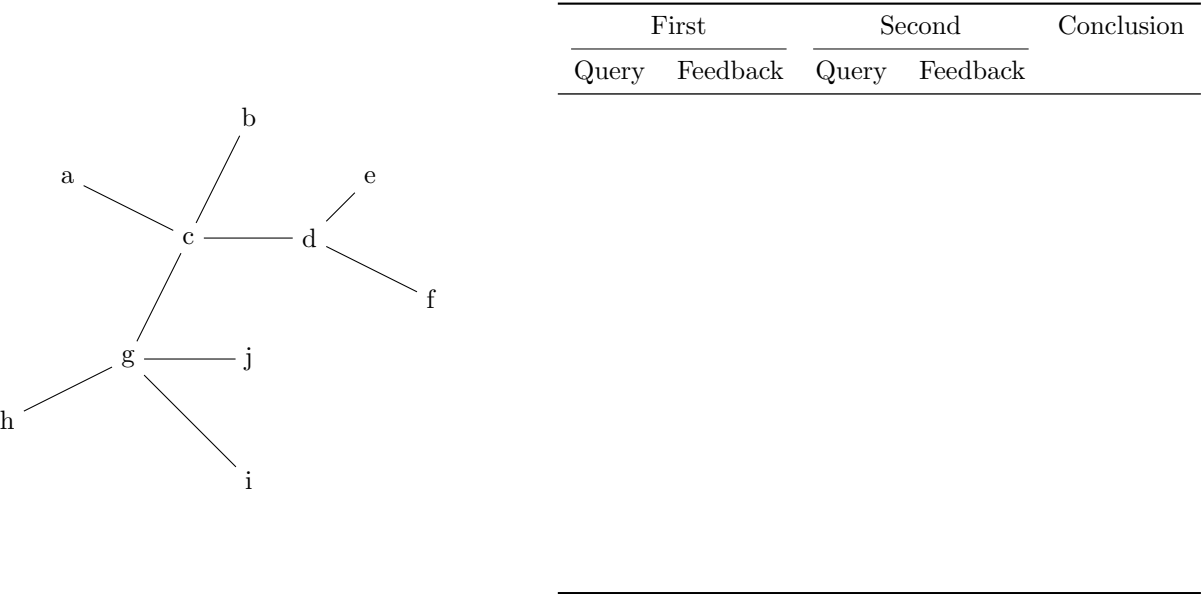 First Second Conclusion
Query Feedback Query Feedback
b
a e
c d
f
g j
h
i